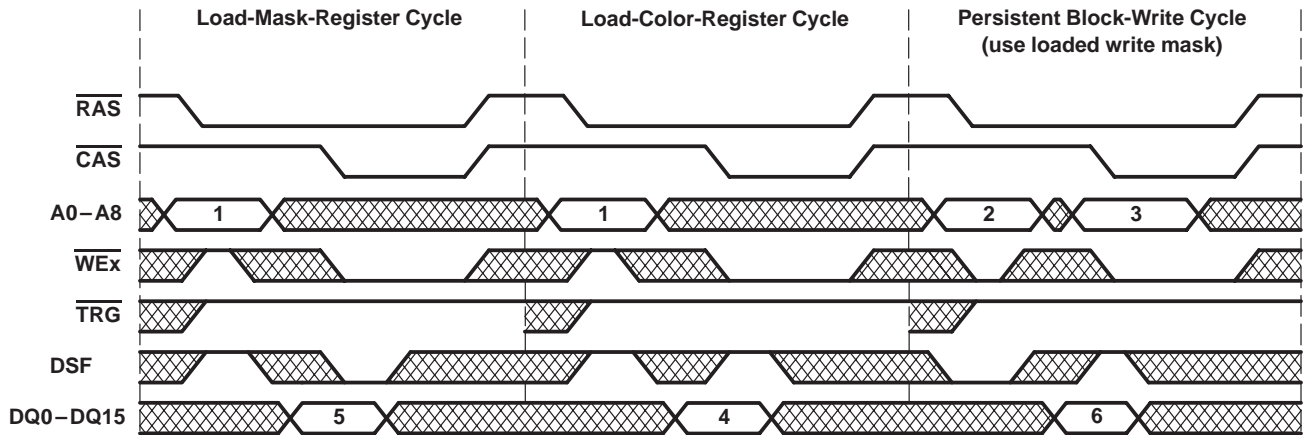 Load-Mask-Register Cycle
Load-Color-Register Cycle
Persistent Block-Write Cycle
(use loaded write mask)
RAS
CAS
A0–A8
1
1
2
3
WEx
TRG
DSF
DQ0–DQ15
5
4
6